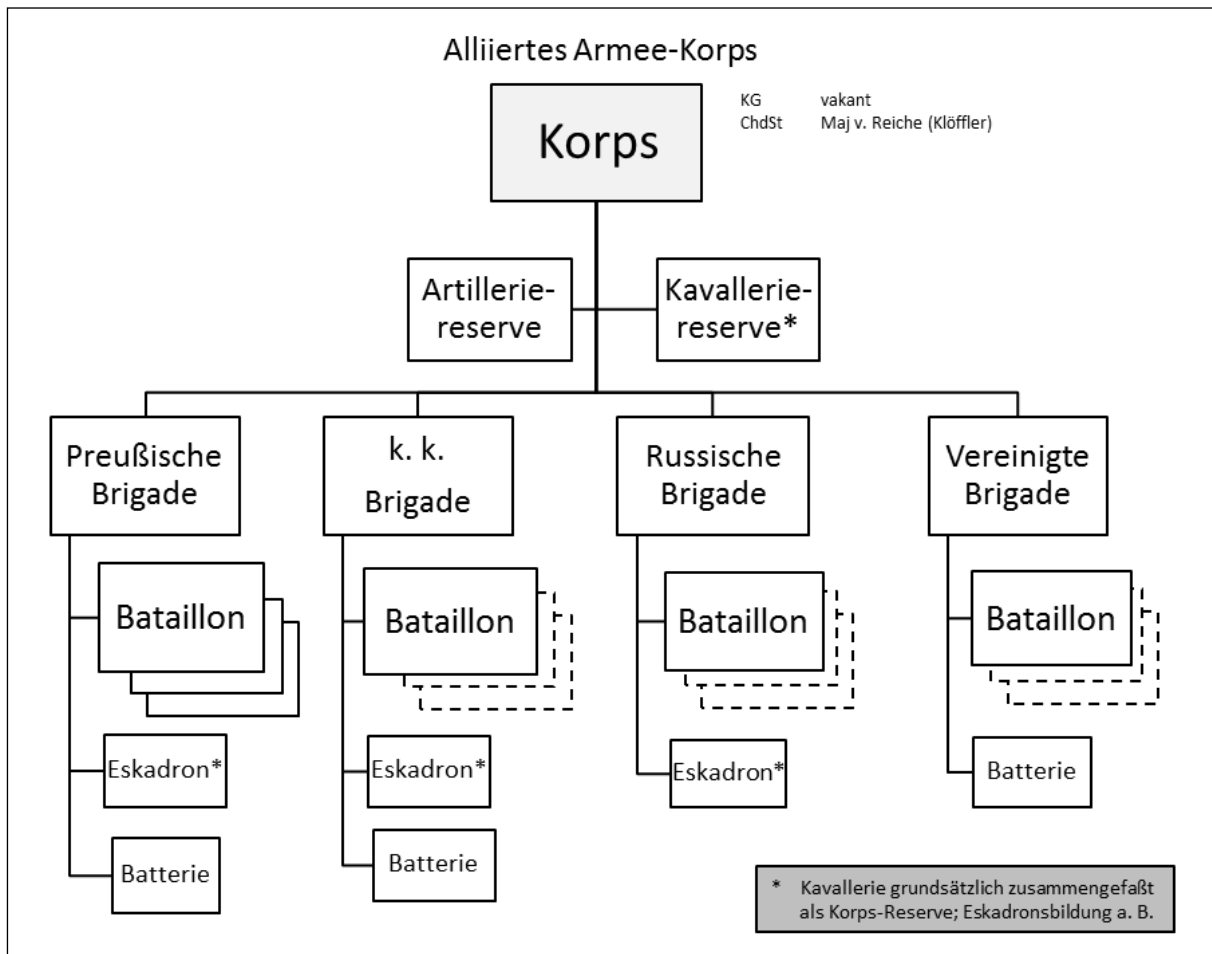 Alliiertes Armee-Korps
Korps
KG vakant
ChdSt Maj v. Reiche (Klöffler)
Artillerie-
reserve
Kavallerie-
reserve*
Preußische
Brigade
k. k.
Brigade
Russische
Brigade
Vereinigte
Brigade
Bataillon
Bataillon
Bataillon
Bataillon
Eskadron*
Eskadron*
Eskadron*
Batterie
Batterie
Batterie
* Kavallerie grundsätzlich zusammengefaßt
als Korps-Reserve; Eskadronsbildung a. B.